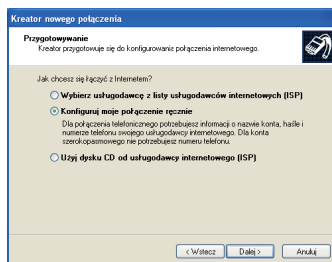 Kreator nowego połączenia
Przygotowywanie
Kreator przygotowuje się do konfigurowania połączenia internetowego.
Jak chcesz się łączyć z Internetem?
Wybierz usługodawcę z listy usługodawców internetowych (ISP)
Konfiguruj moje połączenie ręcznie
Dla połączenia telefonicznego potrzebujesz informacji o nazwie konta, haśle i
numerze telefonu swojego usługodawcy internetowego. Dla konta
szerokopasmowego nie potrzebujesz numeru telefonu.
Użyj dysku CD od usługodawcy internetowego (ISP)
< Wstecz
Dalej >
Anuluj